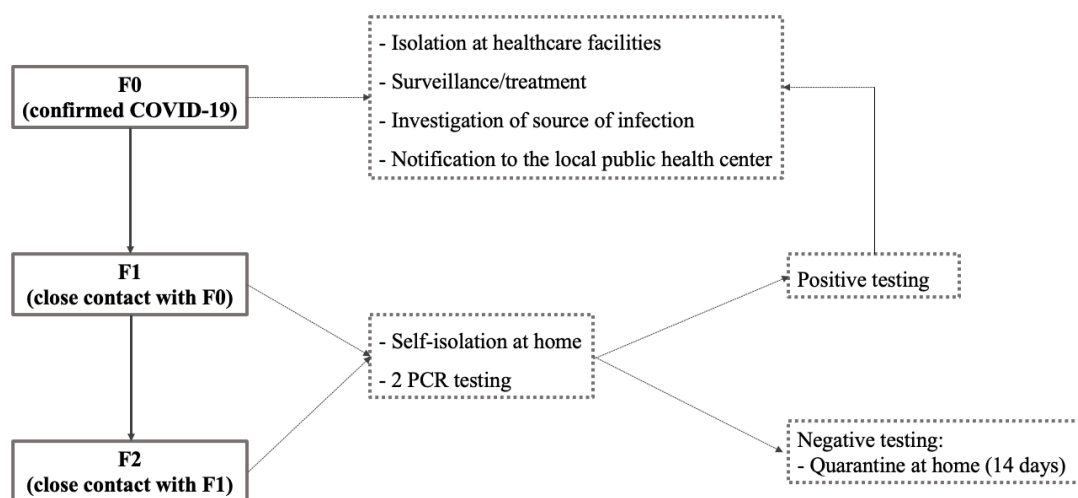 - Isolation at healthcare facilities
- Surveillance/treatment
- Investigation of source of infection
- Notification to the local public health center
F0
(confirmed COVID-19)
F1
(close contact with F0)
Positive testing
- Self-isolation at home
- 2 PCR testing
F2
(close contact with F1)
Negative testing:
- Quarantine at home (14 days)